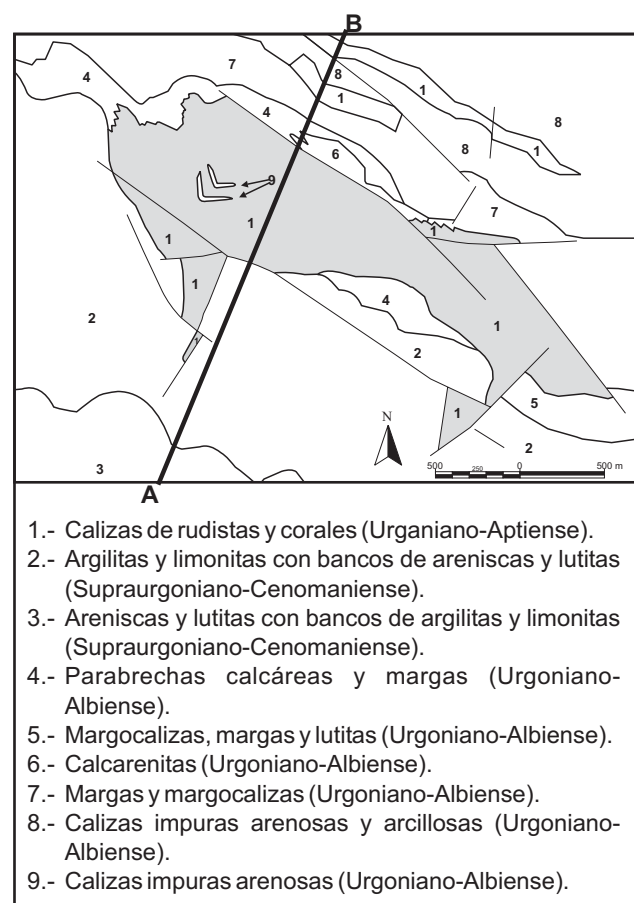 B
7
8
4
1
8
4
1
8
1
6
9
7
1
1
1
1
4
1
2
2
1
5
1
N
2
3
500 250 0 500 m
A
1.- Calizas de rudistas y corales (Urganiano-Aptiense).
2.- Argilitas y limonitas con bancos de areniscas y lutitas
(Supraurgoniano-Cenomaniense).
3.- Areniscas y lutitas con bancos de argilitas y limonitas
(Supraurgoniano-Cenomaniense).
4.- Parabrechas calcáreas y margas (Urgoniano-
Albiense).
5.- Margocalizas, margas y lutitas (Urgoniano-Albiense).
6.- Calcarenitas (Urgoniano-Albiense).
7.- Margas y margocalizas (Urgoniano-Albiense).
8.- Calizas impuras arenosas y arcillosas (Urgoniano-
Albiense).
9.- Calizas impuras arenosas (Urgoniano-Albiense).